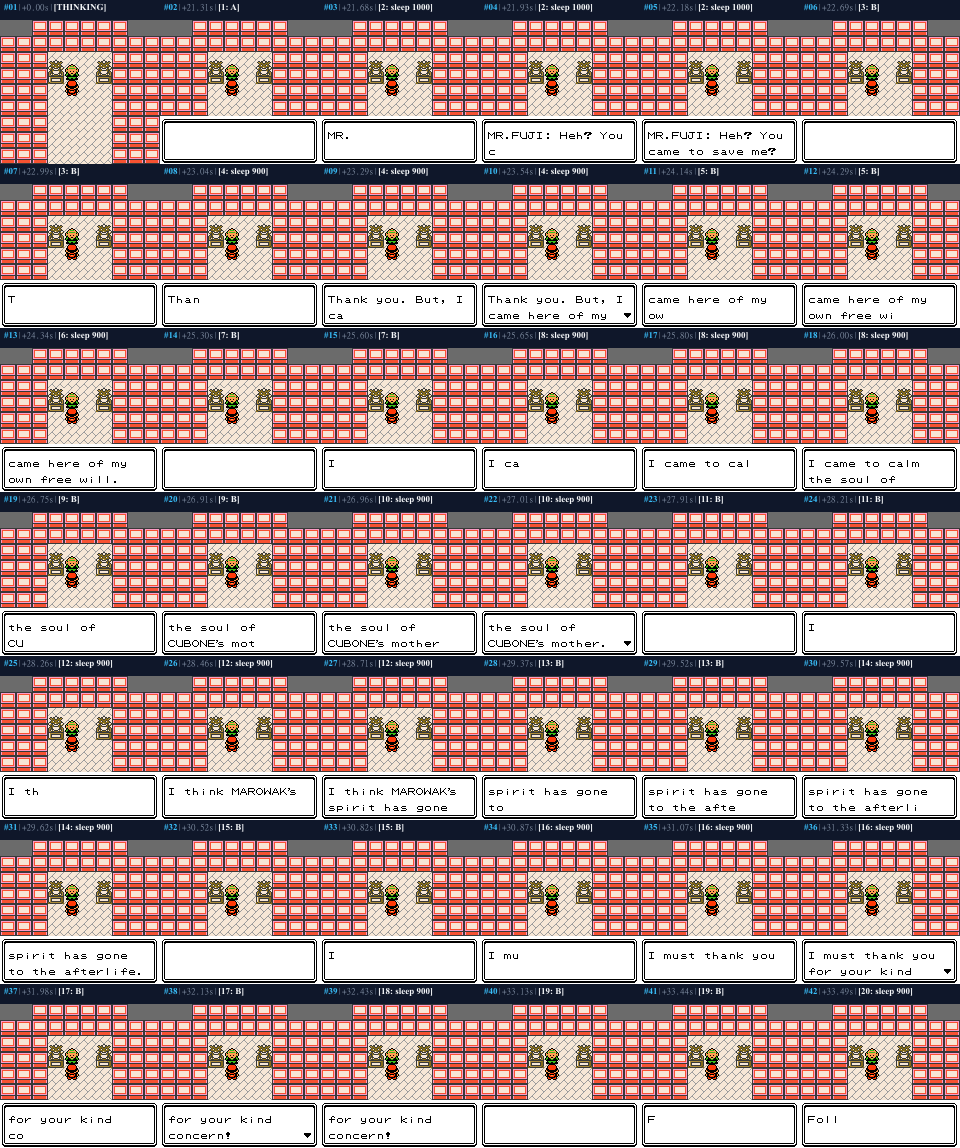 #01|+0.00s|[THINKING]
#02|+21.31s|[1: A]
#03|+21.68s|[2: sleep 1000]
MR.
#04|+21.93s|[2: sleep 1000]
MR.FUJI: Heh? You
c
#05|+22.18s|[2: sleep 1000]
MR.FUJI: Heh? You
came to save me?
#06|+22.69s|[3: B]
#07|+22.99s|[3: B]
T
#08|+23.04s|[4: sleep 900]
Than
#09|+23.29s|[4: sleep 900]
Thank you. But, I
ca
#10|+23.54s|[4: sleep 900]
Thank you. But, I
came here of my
#11|+24.14s|[5: B]
came here of my
ow
#12|+24.29s|[5: B]
came here of my
own free wi
#13|+24.34s|[6: sleep 900]
came here of my
own free will.
#14|+25.30s|[7: B]
#15|+25.60s|[7: B]
I
#16|+25.65s|[8: sleep 900]
I ca
#17|+25.80s|[8: sleep 900]
I came to cal
#18|+26.00s|[8: sleep 900]
I came to calm
the soul of
#19|+26.75s|[9: B]
the soul of
CU
#20|+26.91s|[9: B]
the soul of
CUBONE's mot
#21|+26.96s|[10: sleep 900]
the soul of
CUBONE's mother
#22|+27.01s|[10: sleep 900]
the soul of
CUBONE's mother.
#23|+27.91s|[11: B]
#24|+28.21s|[11: B]
I
#25|+28.26s|[12: sleep 900]
I th
#26|+28.46s|[12: sleep 900]
I think MAROWAK's
#27|+28.71s|[12: sleep 900]
I think MAROWAK's
spirit has gone
#28|+29.37s|[13: B]
spirit has gone
to
#29|+29.52s|[13: B]
spirit has gone
to the afte
#30|+29.57s|[14: sleep 900]
spirit has gone
to the afterli
#31|+29.62s|[14: sleep 900]
spirit has gone
to the afterlife.
#32|+30.52s|[15: B]
#33|+30.82s|[15: B]
I
#34|+30.87s|[16: sleep 900]
I mu
#35|+31.07s|[16: sleep 900]
I must thank you
#36|+31.33s|[16: sleep 900]
I must thank you
for your kind
#37|+31.98s|[17: B]
for your kind
co
#38|+32.13s|[17: B]
for your kind
concern!
#39|+32.43s|[18: sleep 900]
for your kind
concern!
#40|+33.13s|[19: B]
#41|+33.44s|[19: B]
F
#42|+33.49s|[20: sleep 900]
Foll